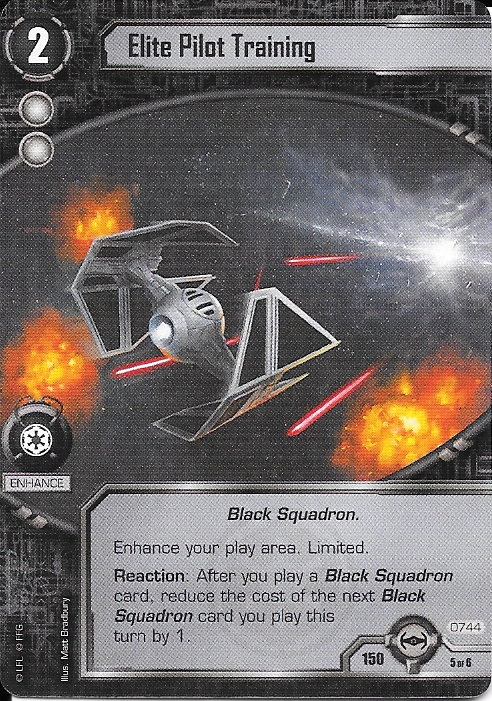 2
Elite Pilot Training
ENHANCE
Black Squadron.
Enhance your play area. Limited.
Reaction: After you play a Black Squadron
card, reduce the cost of the next Black
Squadron card you play this
turn by 1.
0744
150
5 of 6
© LFL © FFG
Illus. Matt Bradbury